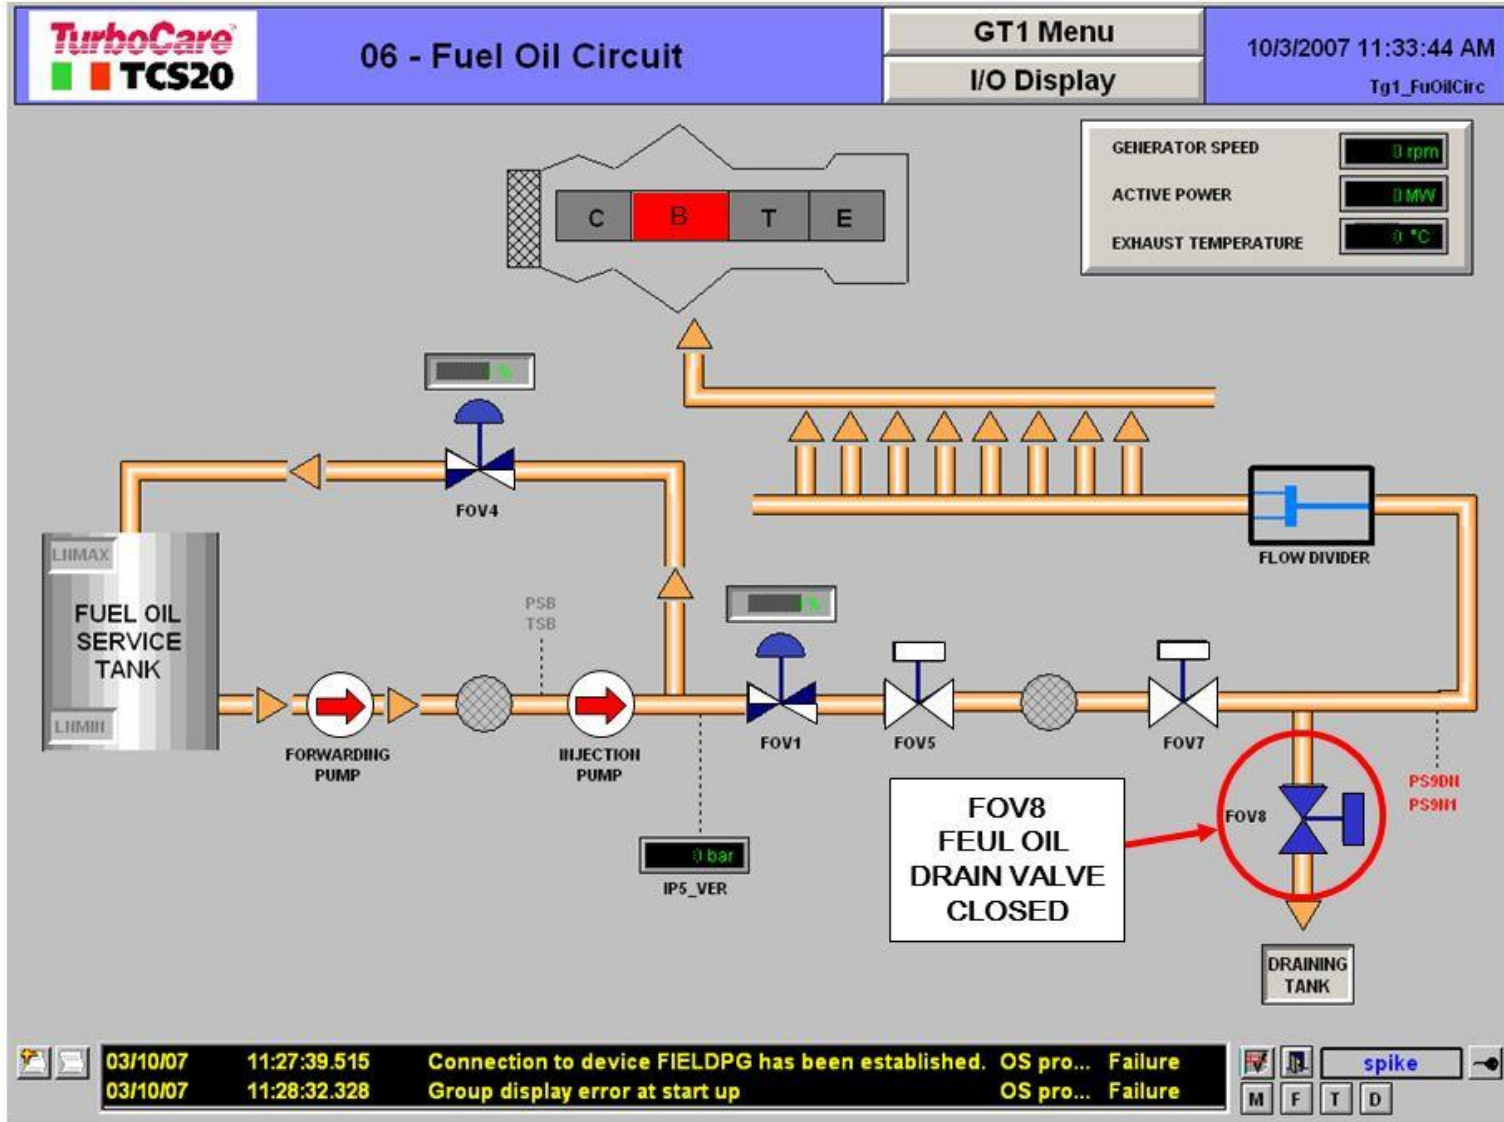 TurboCare
TCS20
06 - Fuel Oil Circuit
GT1 Menu
I/O Display
10/3/2007 11:33:44 AM
Tg1_FuOilCirc
GENERATOR SPEED
0 rpm
ACTIVE POWER
0 MW
EXHAUST TEMPERATURE
0 °C
C B T E
%
FOV4
FLOW DIVIDER
LIIMAX
FUEL OIL
SERVICE
TANK
LIIMIII
PSB
TSB
%
FORWARDING
PUMP
INJECTION
PUMP
FOV1
FOV5
FOV7
PS9DII
PS9II1
FOV8
FOV8
FEUL OIL
DRAIN VALVE
CLOSED
0 bar
IP5_VER
DRAINING
TANK
03/10/07 11:27:39.515 Connection to device FIELDPG has been established. OS pro... Failure
03/10/07 11:28:32.328 Group display error at start up OS pro... Failure
spike
M F T D